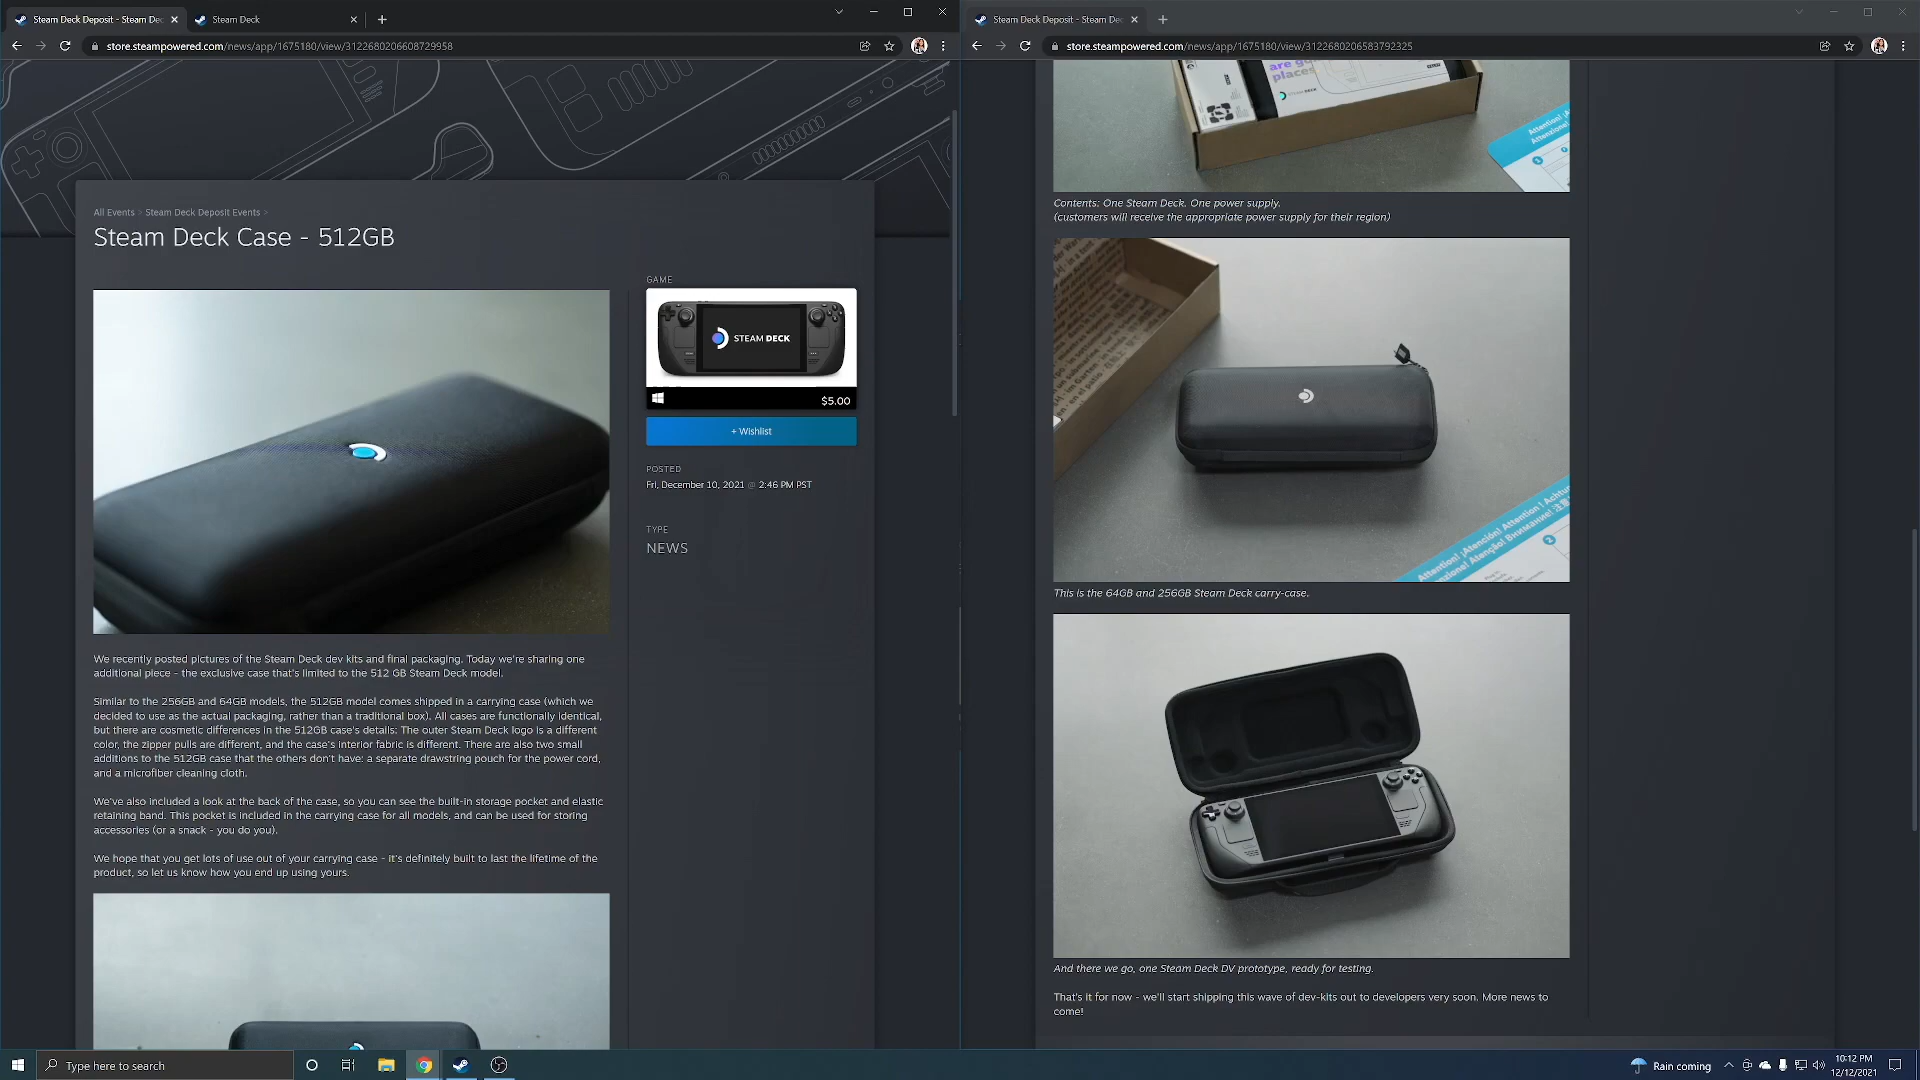 Steam Deck Deposit - Steam Dec
Steam Deck
store.steampowered.com/news/app/1675180/view/3122680206608729958
All Events > Steam Deck Deposit Events >
Steam Deck Case - 512GB
GAME
STEAM DECK
$5.00
+ Wishlist
POSTED
Fri, December 10, 2021 @ 2:46 PM PST
TYPE
NEWS
We recently posted pictures of the Steam Deck dev kits and final packaging. Today we're sharing one
additional piece - the exclusive case that's limited to the 512 GB Steam Deck model.
Similar to the 256GB and 64GB models, the 512GB model comes shipped in a carrying case (which we
decided to use as the actual packaging, rather than a traditional box). All cases are functionally identical,
but there are cosmetic differences in the 512GB case's details: The outer Steam Deck logo is a different
color, the zipper pulls are different, and the case's interior fabric is different. There are also two small
additions to the 512GB case that the others don't have: a separate drawstring pouch for the power cord,
and a microfiber cleaning cloth.
We've also included a look at the back of the case, so you can see the built-in storage pocket and elastic
retaining band. This pocket is included in the carrying case for all models, and can be used for storing
accessories (or a snack - you do you).
We hope that you get lots of use out of your carrying case - it's definitely built to last the lifetime of the
product, so let us know how you end up using yours.
Steam Deck Deposit - Steam Dec
store.steampowered.com/news/app/1675180/view/3122680206583792325
places
STEAM DECK
Contents: One Steam Deck. One power supply.
(customers will receive the appropriate power supply for their region)
Attention! ¡Atención! Attention ! Achtu
This is the 64GB and 256GB Steam Deck carry-case.
And there we go, one Steam Deck DV prototype, ready for testing.
That's it for now - we'll start shipping this wave of dev-kits out to developers very soon. More news to
come!
Type here to search
Rain coming
10:12 PM
12/12/2021